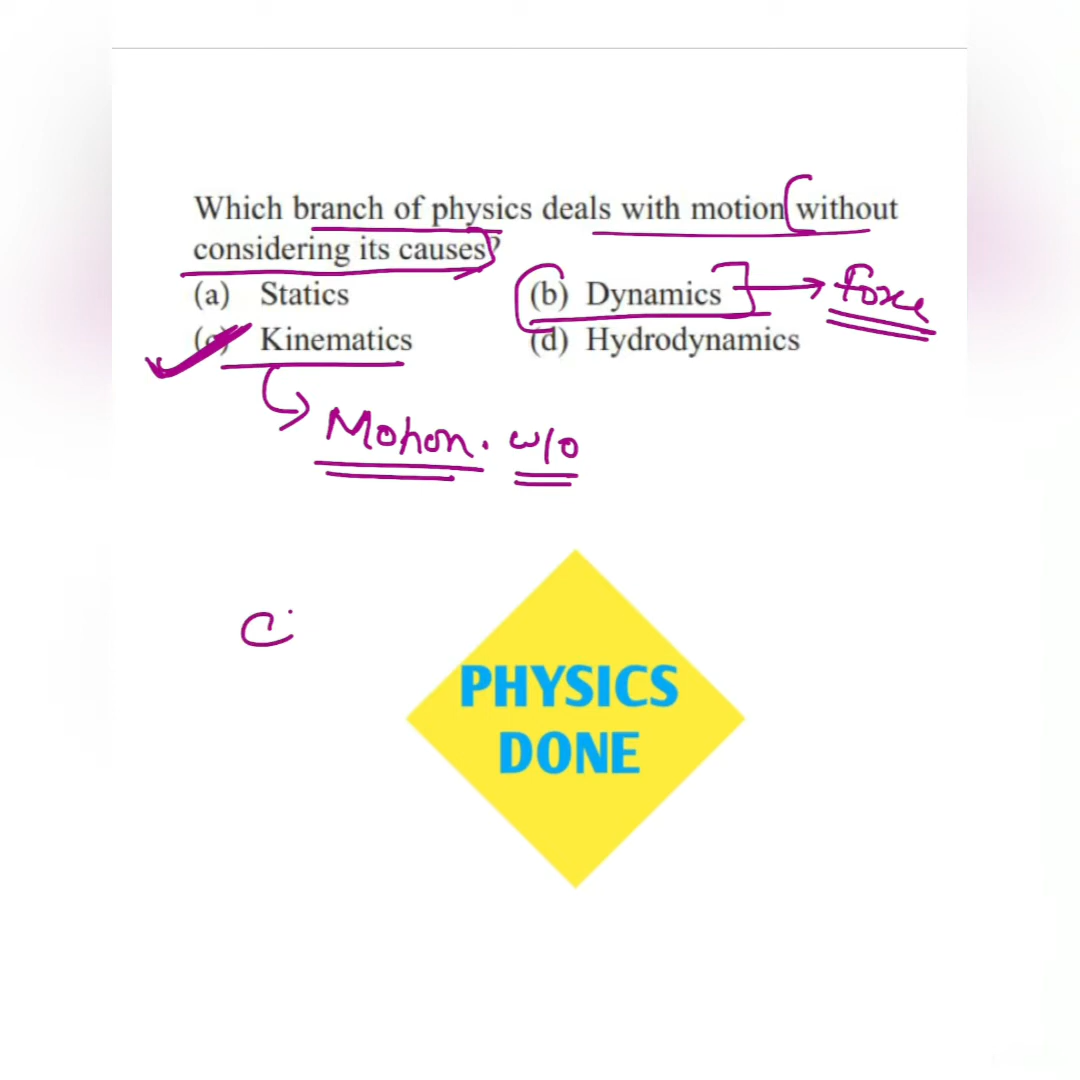 Which branch of physics deals with motion without
considering its causes?
(a) Statics (b) Dynamics → force
(c) Kinematics (d) Hydrodynamics
Motion. w/o
C
PHYSICS
DONE